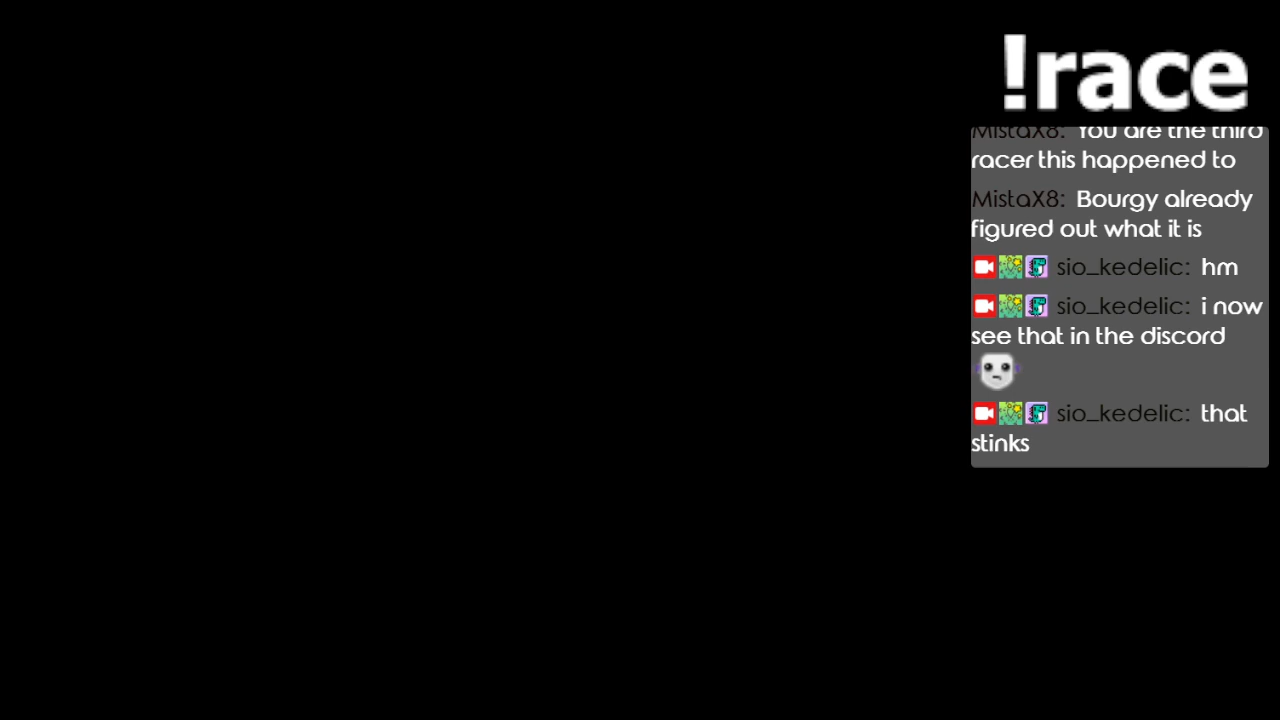 !race
MistaX8: You are the third
racer this happened to
MistaX8: Bourgy already
figured out what it is
sio_kedelic: hm
sio_kedelic: i now
see that in the discord
sio_kedelic: that
stinks